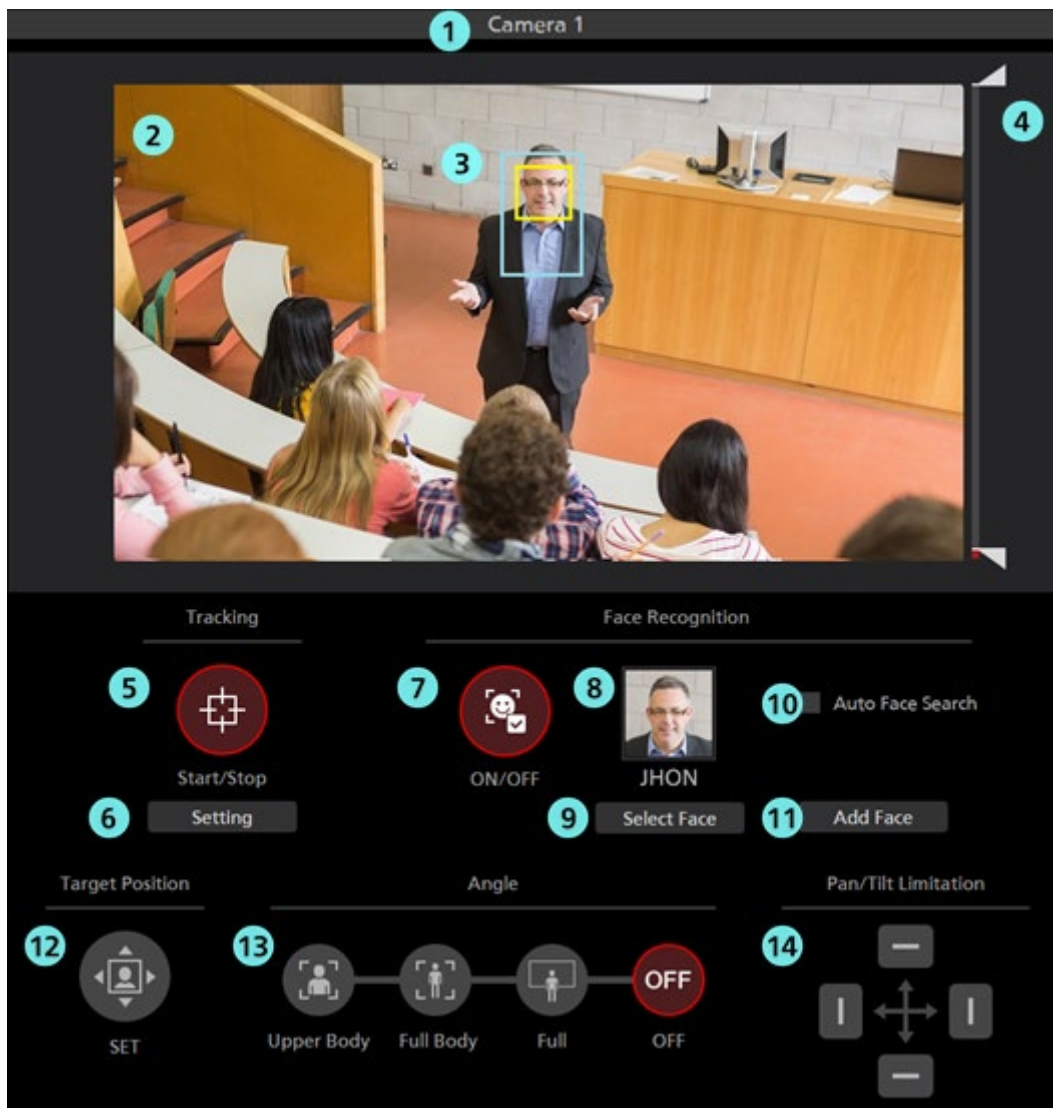 1 Camera 1
2
3
4
Tracking
Face Recognition
5
7
8
10 Auto Face Search
Start/Stop
ON/OFF
JHON
6 Setting
9 Select Face
11 Add Face
Target Position
Angle
Pan/Tilt Limitation
12
13
OFF
14
SET
Upper Body
Full Body
Full
OFF